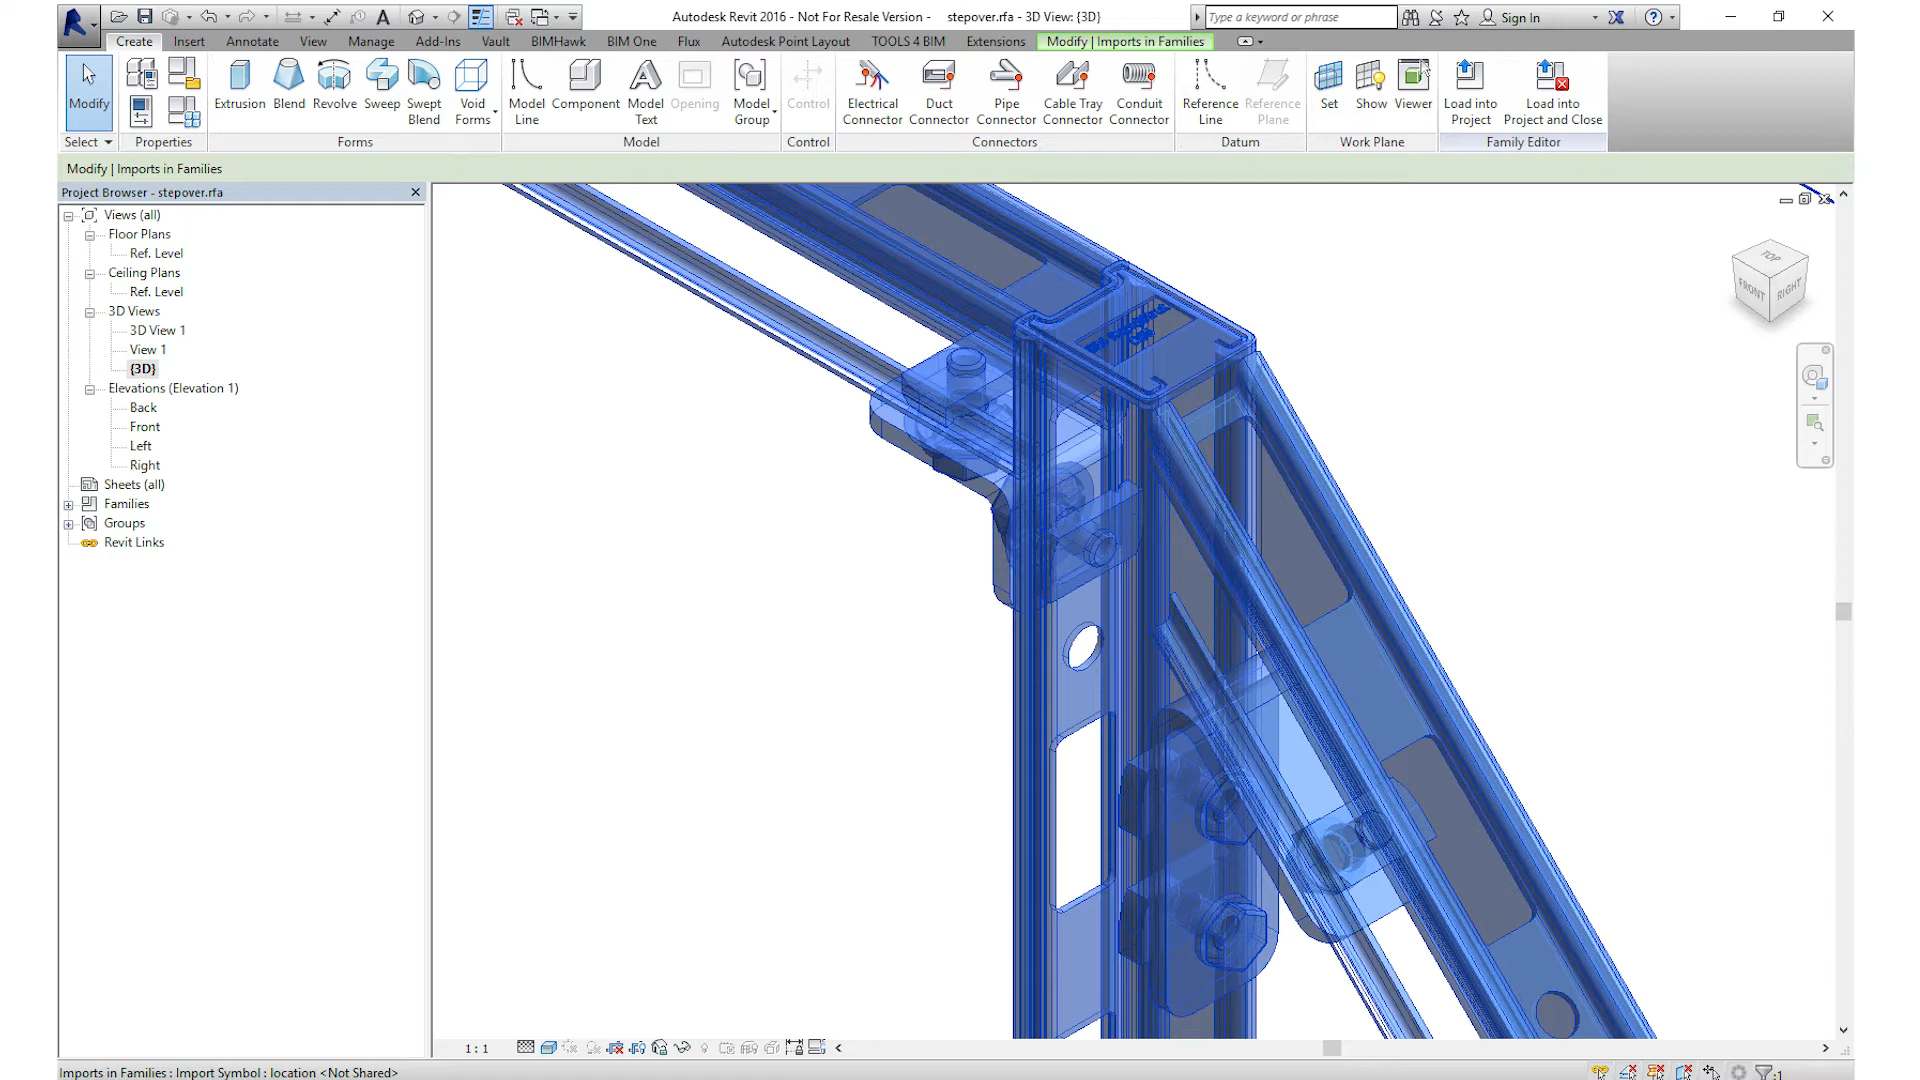 Autodesk Revit 2016 - Not For Resale Version - stepover.rfa - 3D View: {3D}
Type a keyword or phrase
Sign In
Create Insert Annotate View Manage Add-Ins Vault BIMHawk BIM One Flux Autodesk Point Layout TOOLS 4 BIM Extensions Modify | Imports in Families
Modify Extrusion Blend Revolve Sweep Swept Blend Void Forms Model Line Component Model Text Opening Model Group Control Electrical Connector Duct Connector Pipe Connector Cable Tray Connector Conduit Connector Reference Line Reference Plane Set Show Viewer Load into Project Load into Project and Close
Select Properties Forms Model Control Connectors Datum Work Plane Family Editor
Modify | Imports in Families
Project Browser - stepover.rfa
Views (all)
Floor Plans
Ref. Level
Ceiling Plans
Ref. Level
3D Views
3D View 1
View 1
{3D}
Elevations (Elevation 1)
Back
Front
Left
Right
Sheets (all)
Families
Groups
Revit Links
TOP
FRONT RIGHT
1 : 1
Imports in Families : Import Symbol : location <Not Shared>
:1